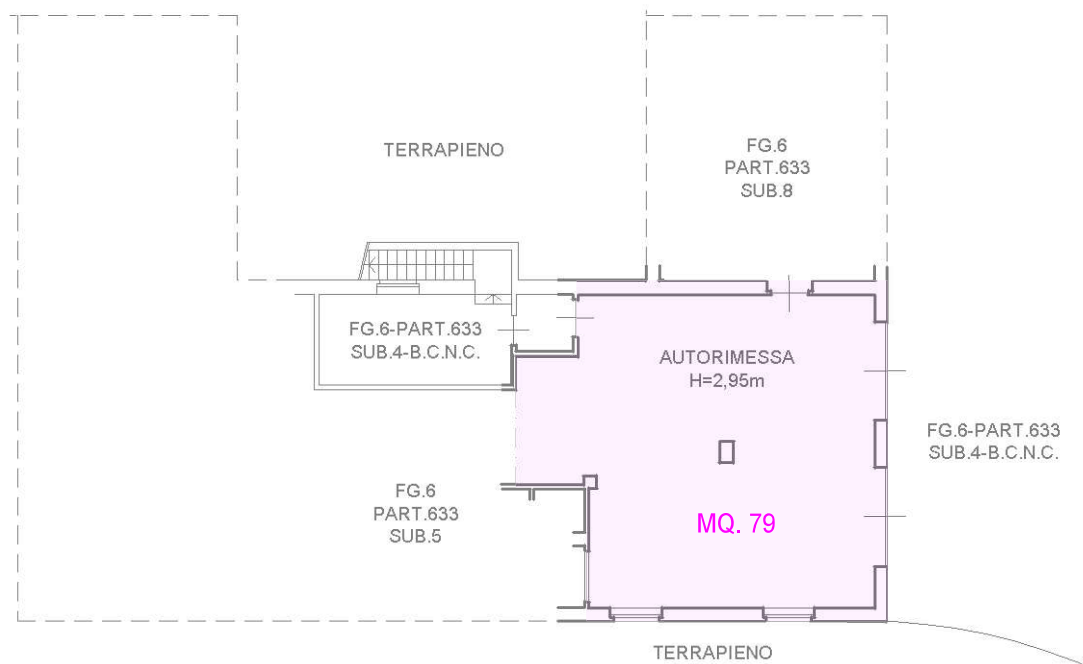 TERRAPIENO
FG.6
PART.633
SUB.8
FG.6-PART.633
SUB.4-B.C.N.C.
AUTORIMESSA
H=2,95m
FG.6-PART.633
SUB.4-B.C.N.C.
FG.6
PART.633
SUB.5
MQ. 79
TERRAPIENO